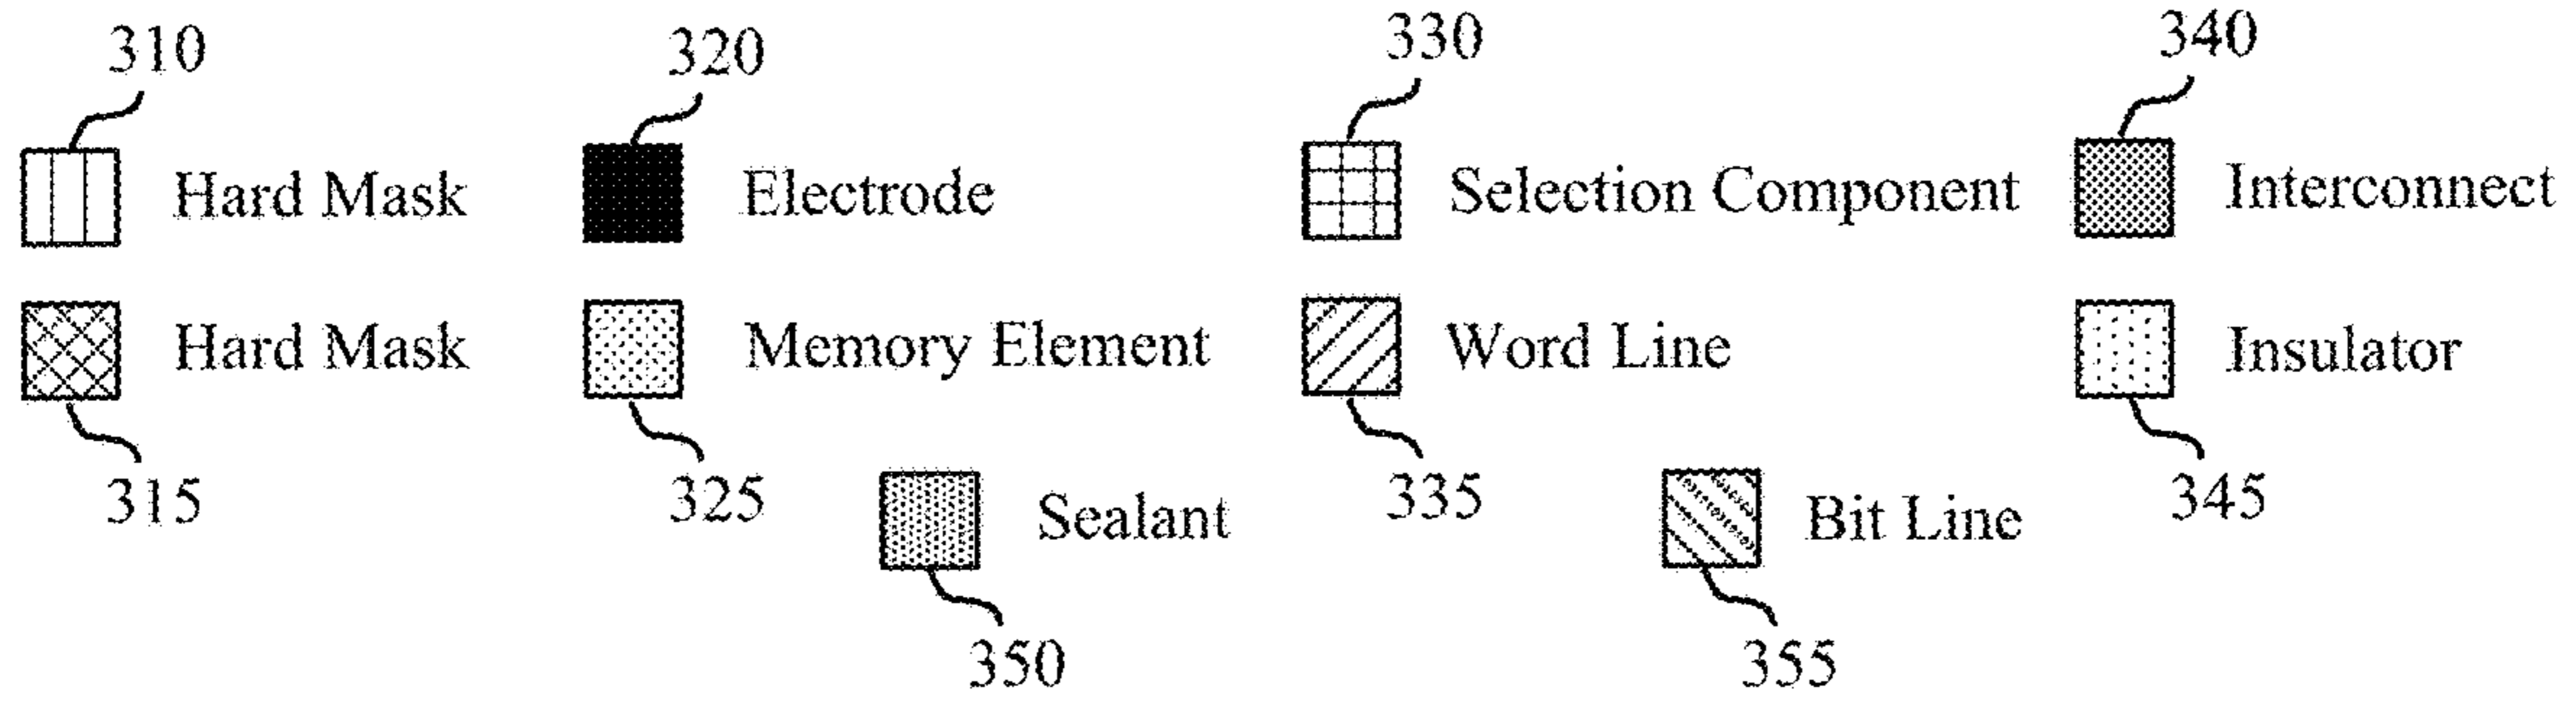 310 320 330 340
Hard Mask Electrode Selection Component Interconnect
Hard Mask Memory Element Word Line Insulator
315 325 335 345
Sealant Bit Line
350 355